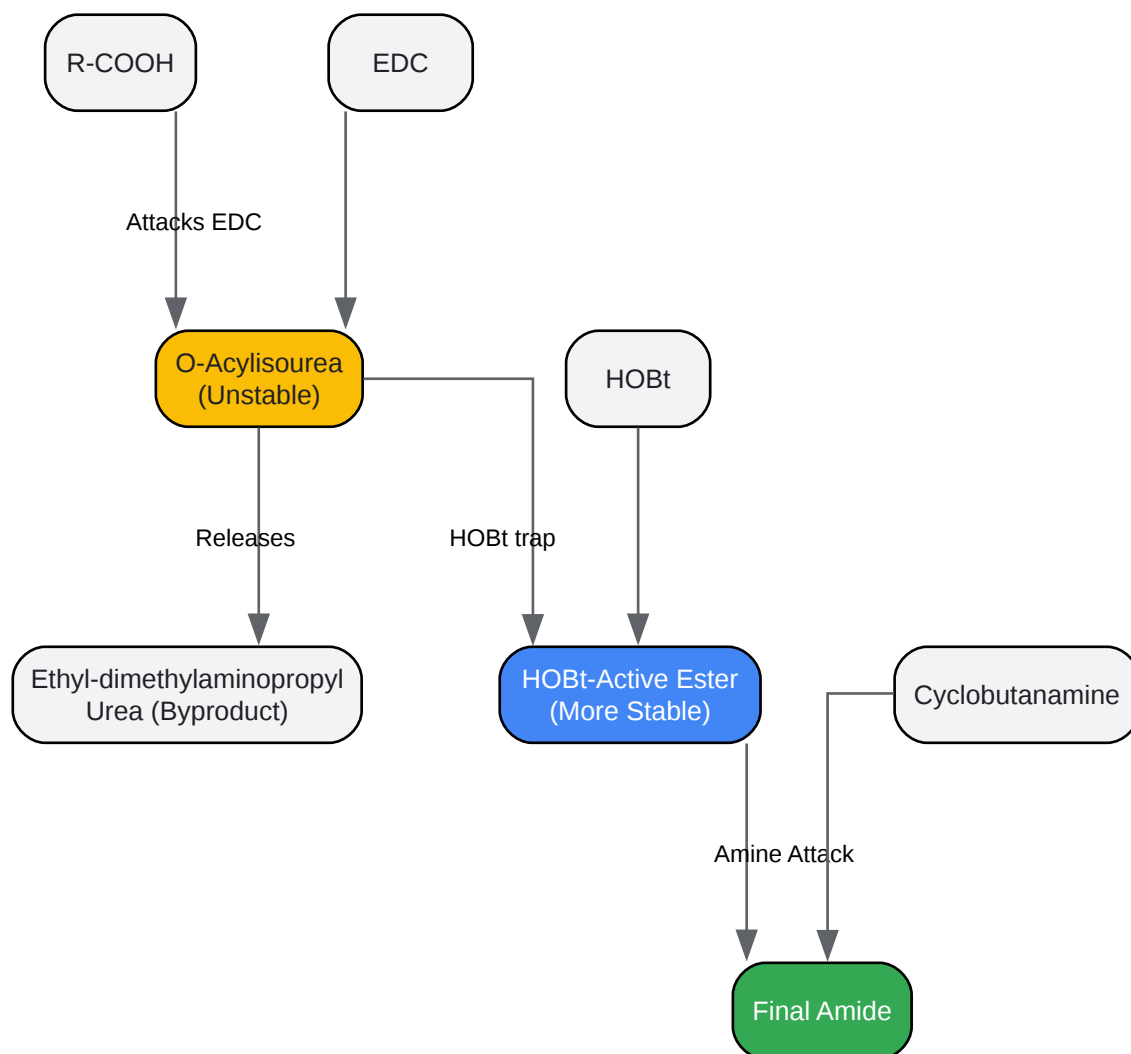 R-COOH
EDC
Attacks EDC
O-Acylisourea
(Unstable)
HOBt
Releases
HOBt trap
Ethyl-dimethylaminopropyl
Urea (Byproduct)
HOBt-Active Ester
(More Stable)
Cyclobutanamine
Amine Attack
Final Amide